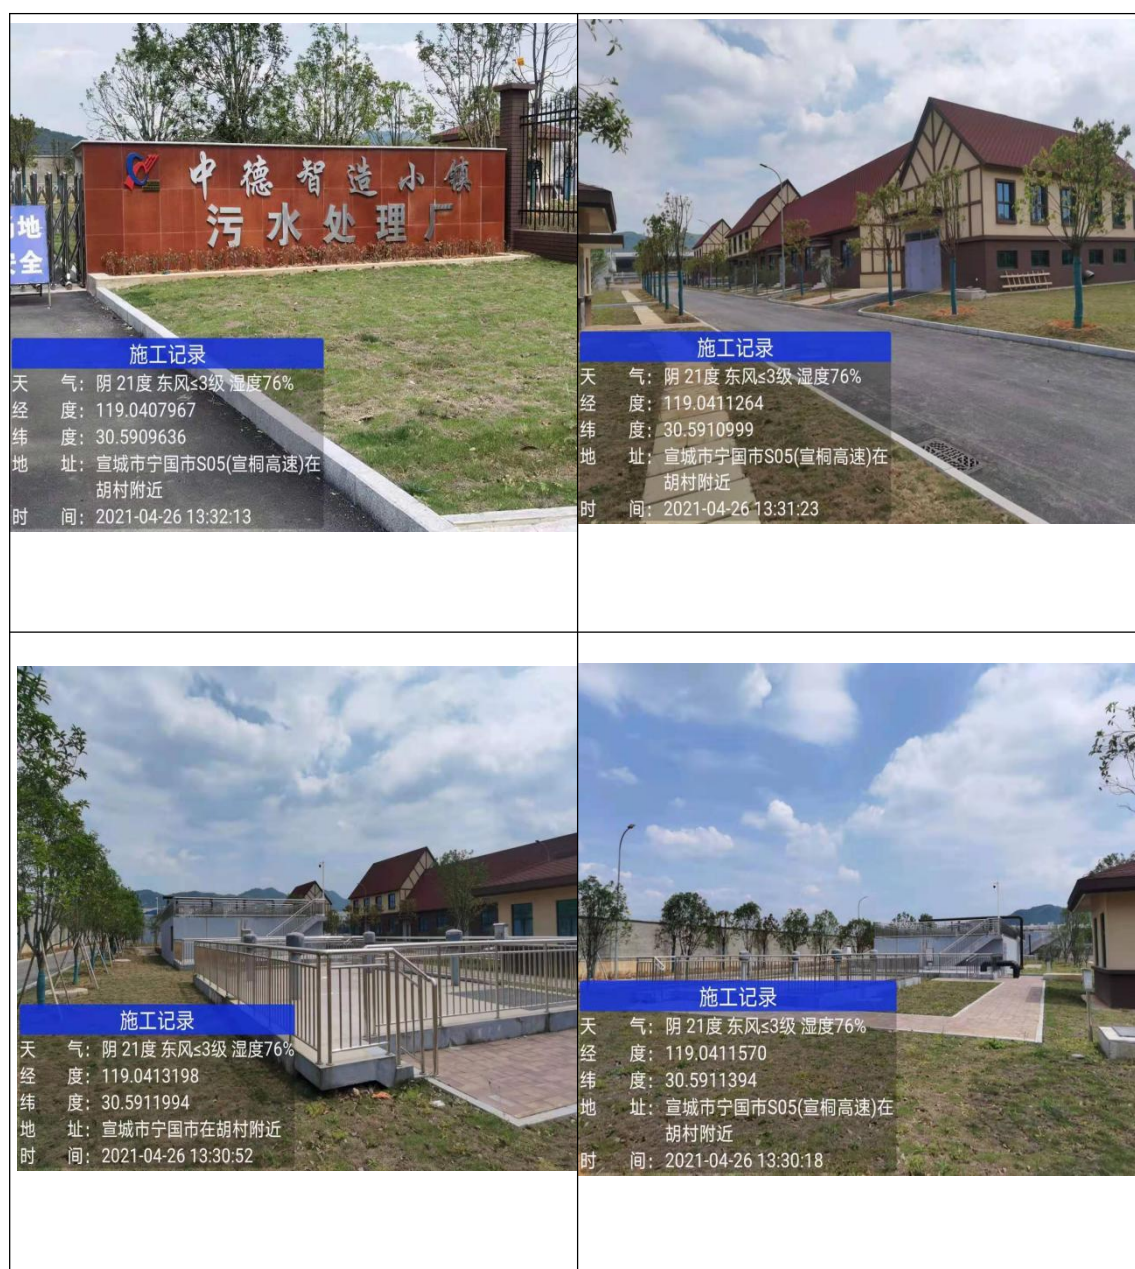 中德智造小镇
污水处理厂
地
安全
施工记录
天 气：阴 21度 东风≤3级 湿度76%
经 度：119.0407967
纬 度：30.5909636
地 址：宣城市宁国市S05(宣桐高速)在
胡村附近
时 间：2021-04-26 13:32:13
施工记录
天 气：阴 21度 东风≤3级 湿度76%
经 度：119.0411264
纬 度：30.5910999
地 址：宣城市宁国市S05(宣桐高速)在
胡村附近
时 间：2021-04-26 13:31:23
施工记录
天 气：阴 21度 东风≤3级 湿度76%
经 度：119.0413198
纬 度：30.5911994
地 址：宣城市宁国市在胡村附近
时 间：2021-04-26 13:30:52
施工记录
天 气：阴 21度 东风≤3级 湿度76%
经 度：119.0411570
纬 度：30.5911394
地 址：宣城市宁国市S05(宣桐高速)在
胡村附近
时 间：2021-04-26 13:30:18